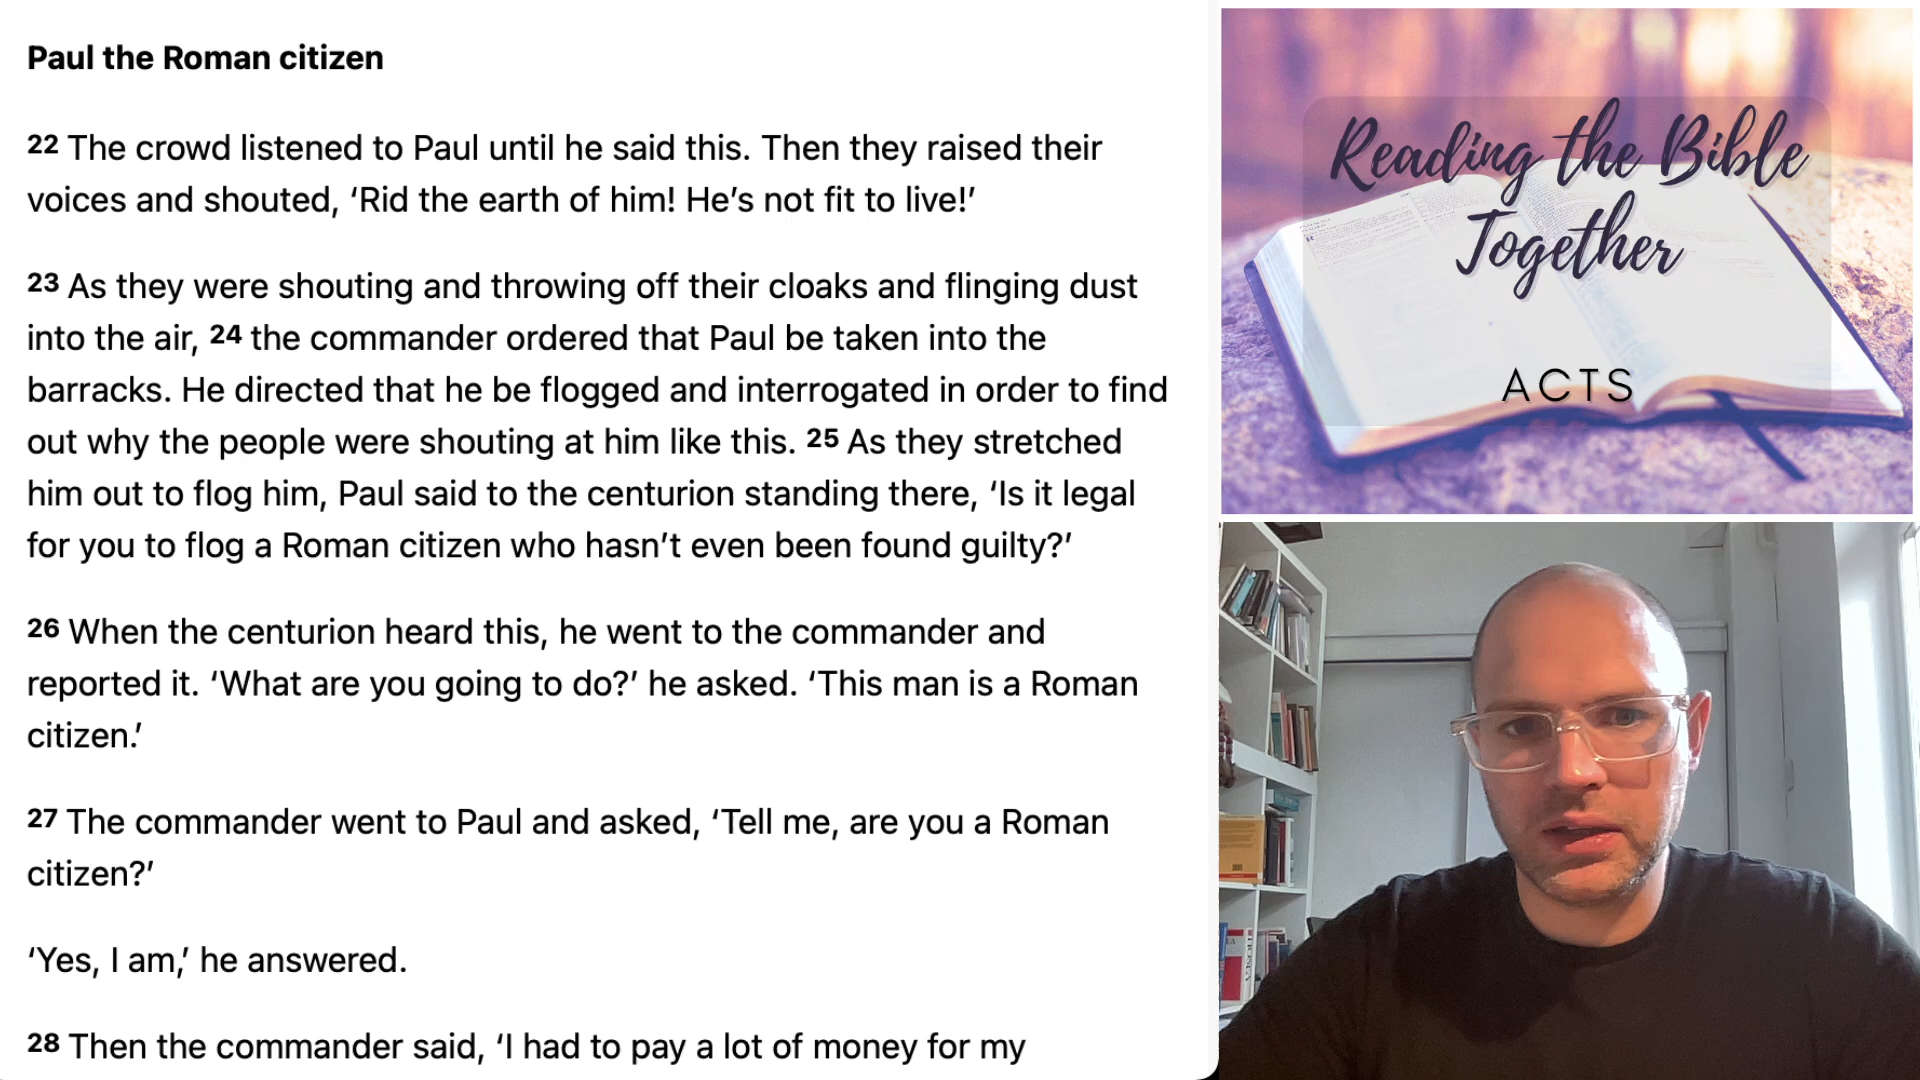 Paul the Roman citizen
22 The crowd listened to Paul until he said this. Then they raised their
voices and shouted, ‘Rid the earth of him! He’s not fit to live!’
23 As they were shouting and throwing off their cloaks and flinging dust
into the air, 24 the commander ordered that Paul be taken into the
barracks. He directed that he be flogged and interrogated in order to find
out why the people were shouting at him like this. 25 As they stretched
him out to flog him, Paul said to the centurion standing there, ‘Is it legal
for you to flog a Roman citizen who hasn’t even been found guilty?’
26 When the centurion heard this, he went to the commander and
reported it. ‘What are you going to do?’ he asked. ‘This man is a Roman
citizen.’
27 The commander went to Paul and asked, ‘Tell me, are you a Roman
citizen?’
‘Yes, I am,’ he answered.
28 Then the commander said, ‘I had to pay a lot of money for my
Reading the Bible
Together
ACTS